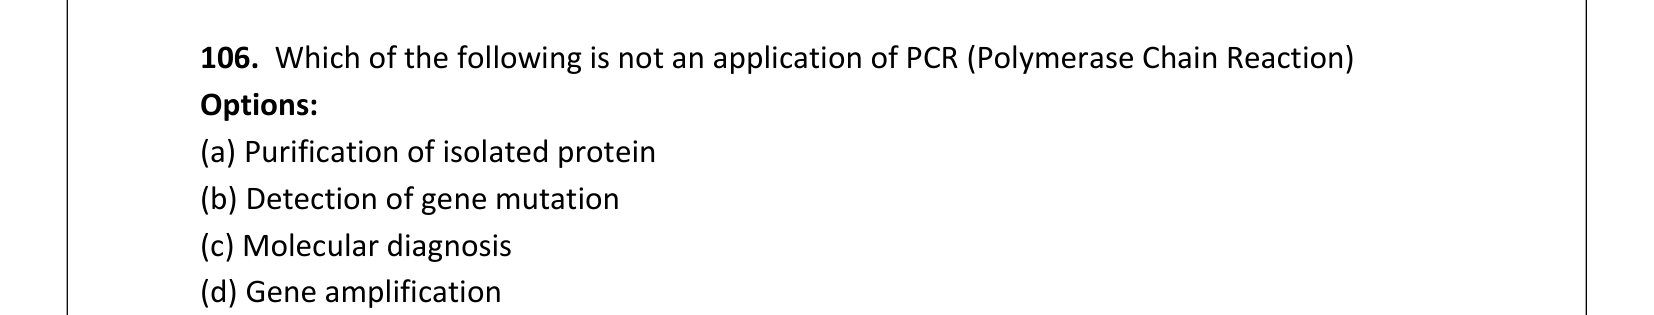 106. Which of the following is not an application of PCR (Polymerase Chain Reaction)
Options:
(a) Purification of isolated protein
(b) Detection of gene mutation
(c) Molecular diagnosis
(d) Gene amplification